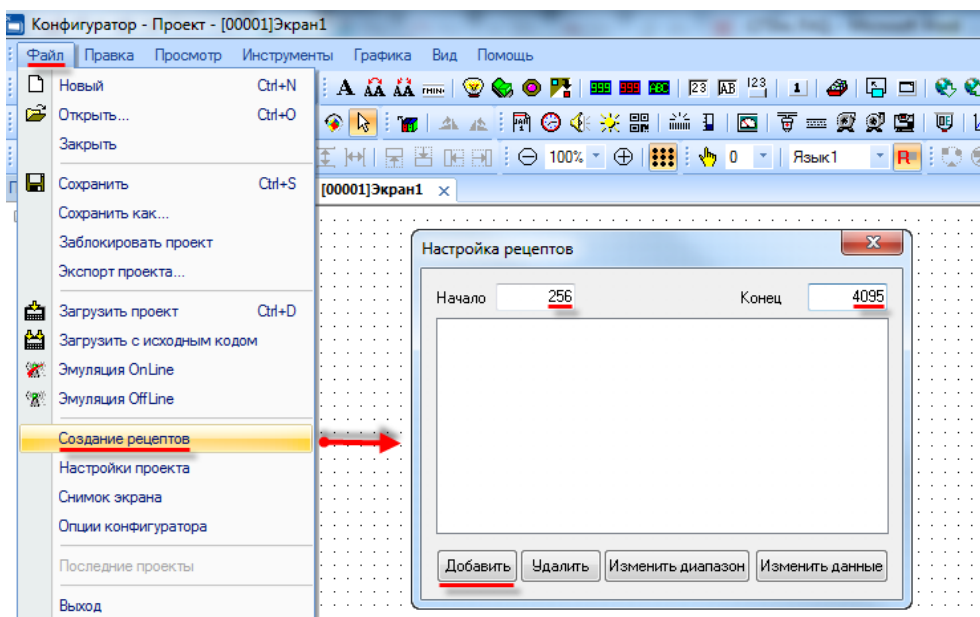 Конфигуратор - Проект - [00001]Экран1
Файл Правка Просмотр Инструменты Графика Вид Помощь
Новый Ctrl+N
Открыть... Ctrl+O
Закрыть
100% 0 Язык1
Сохранить Ctrl+S
[00001]Экран1
Сохранить как...
Заблокировать проект
Экспорт проекта...
Загрузить проект Ctrl+D
Загрузить с исходным кодом
Эмуляция OnLine
Эмуляция OffLine
Создание рецептов
Настройки проекта
Снимок экрана
Опции конфигуратора
Последние проекты
Выход
Настройка рецептов
Начало 256 Конец 4095
Добавить Удалить Изменить диапазон Изменить данные